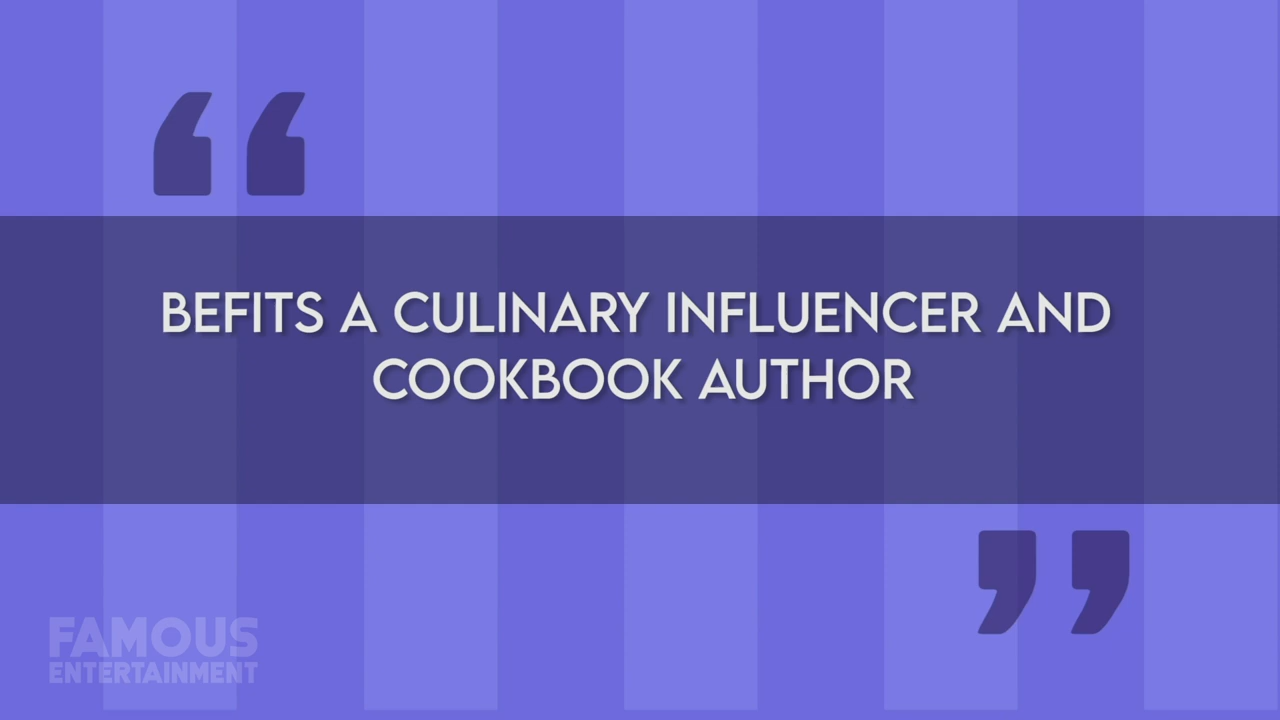 “
BEFITS A CULINARY INFLUENCER AND
COOKBOOK AUTHOR
”
FAMOUS
ENTERTAINMENT